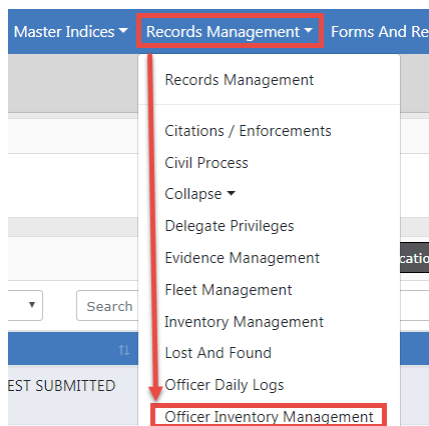 Master Indices Records Management Forms And Re
Records Management
Citations / Enforcements
Civil Process
Collapse
Delegate Privileges
Evidence Management
catio
Fleet Management
Search
Inventory Management
Lost And Found
EST SUBMITTED
Officer Daily Logs
Officer Inventory Management